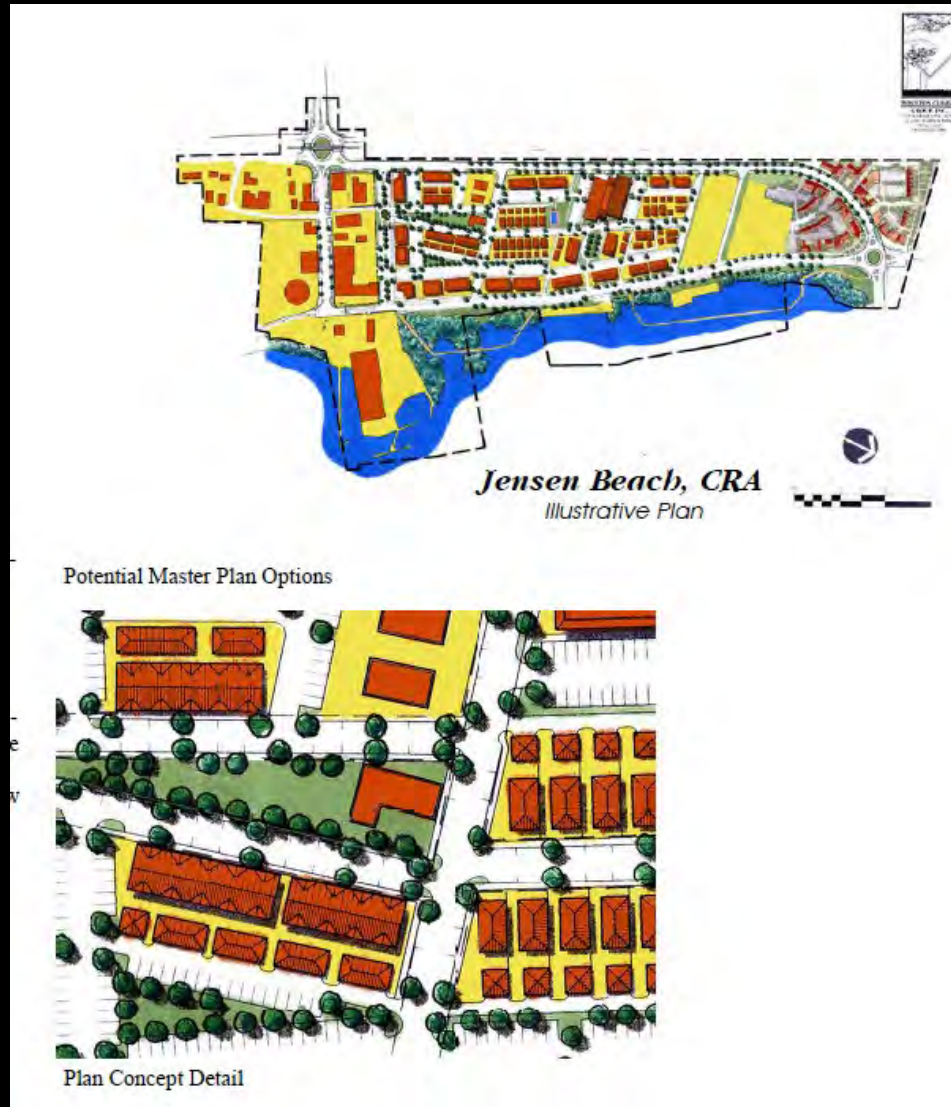 Jensen Beach, CRA
Illustrative Plan
Potential Master Plan Options
-
-
e
w
Plan Concept Detail